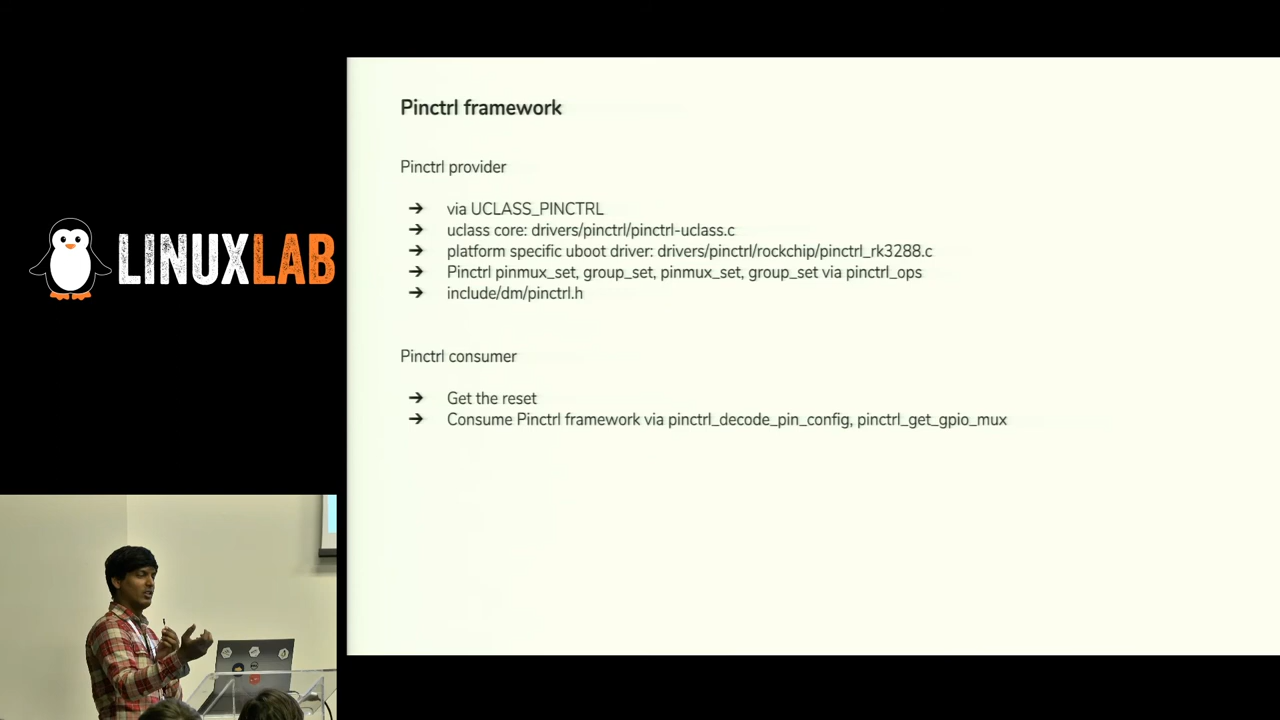 Pinctrl framework
Pinctrl provider
via UCLASS_PINCTRL
uclass core: drivers/pinctrl/pinctrl-uclass.c
platform specific uboot driver: drivers/pinctrl/rockchip/pinctrl_rk3288.c
Pinctrl pinmux_set, group_set, pinmux_set, group_set via pinctrl_ops
include/dm/pinctrl.h
Pinctrl consumer
Get the reset
Consume Pinctrl framework via pinctrl_decode_pin_config, pinctrl_get_gpio_mux
LINUXLAB